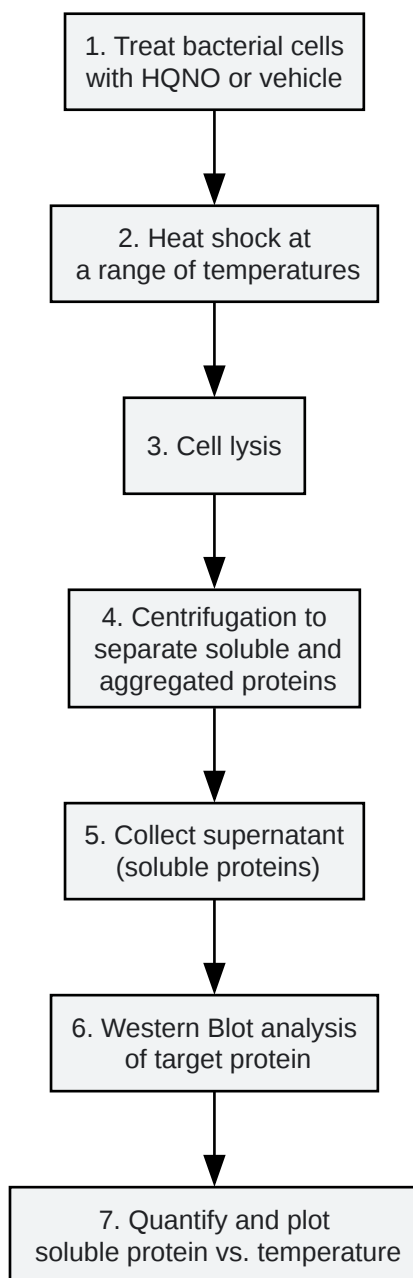 1. Treat bacterial cells
with HQNO or vehicle
2. Heat shock at
a range of temperatures
3. Cell lysis
4. Centrifugation to
separate soluble and
aggregated proteins
5. Collect supernatant
(soluble proteins)
6. Western Blot analysis
of target protein
7. Quantify and plot
soluble protein vs. temperature